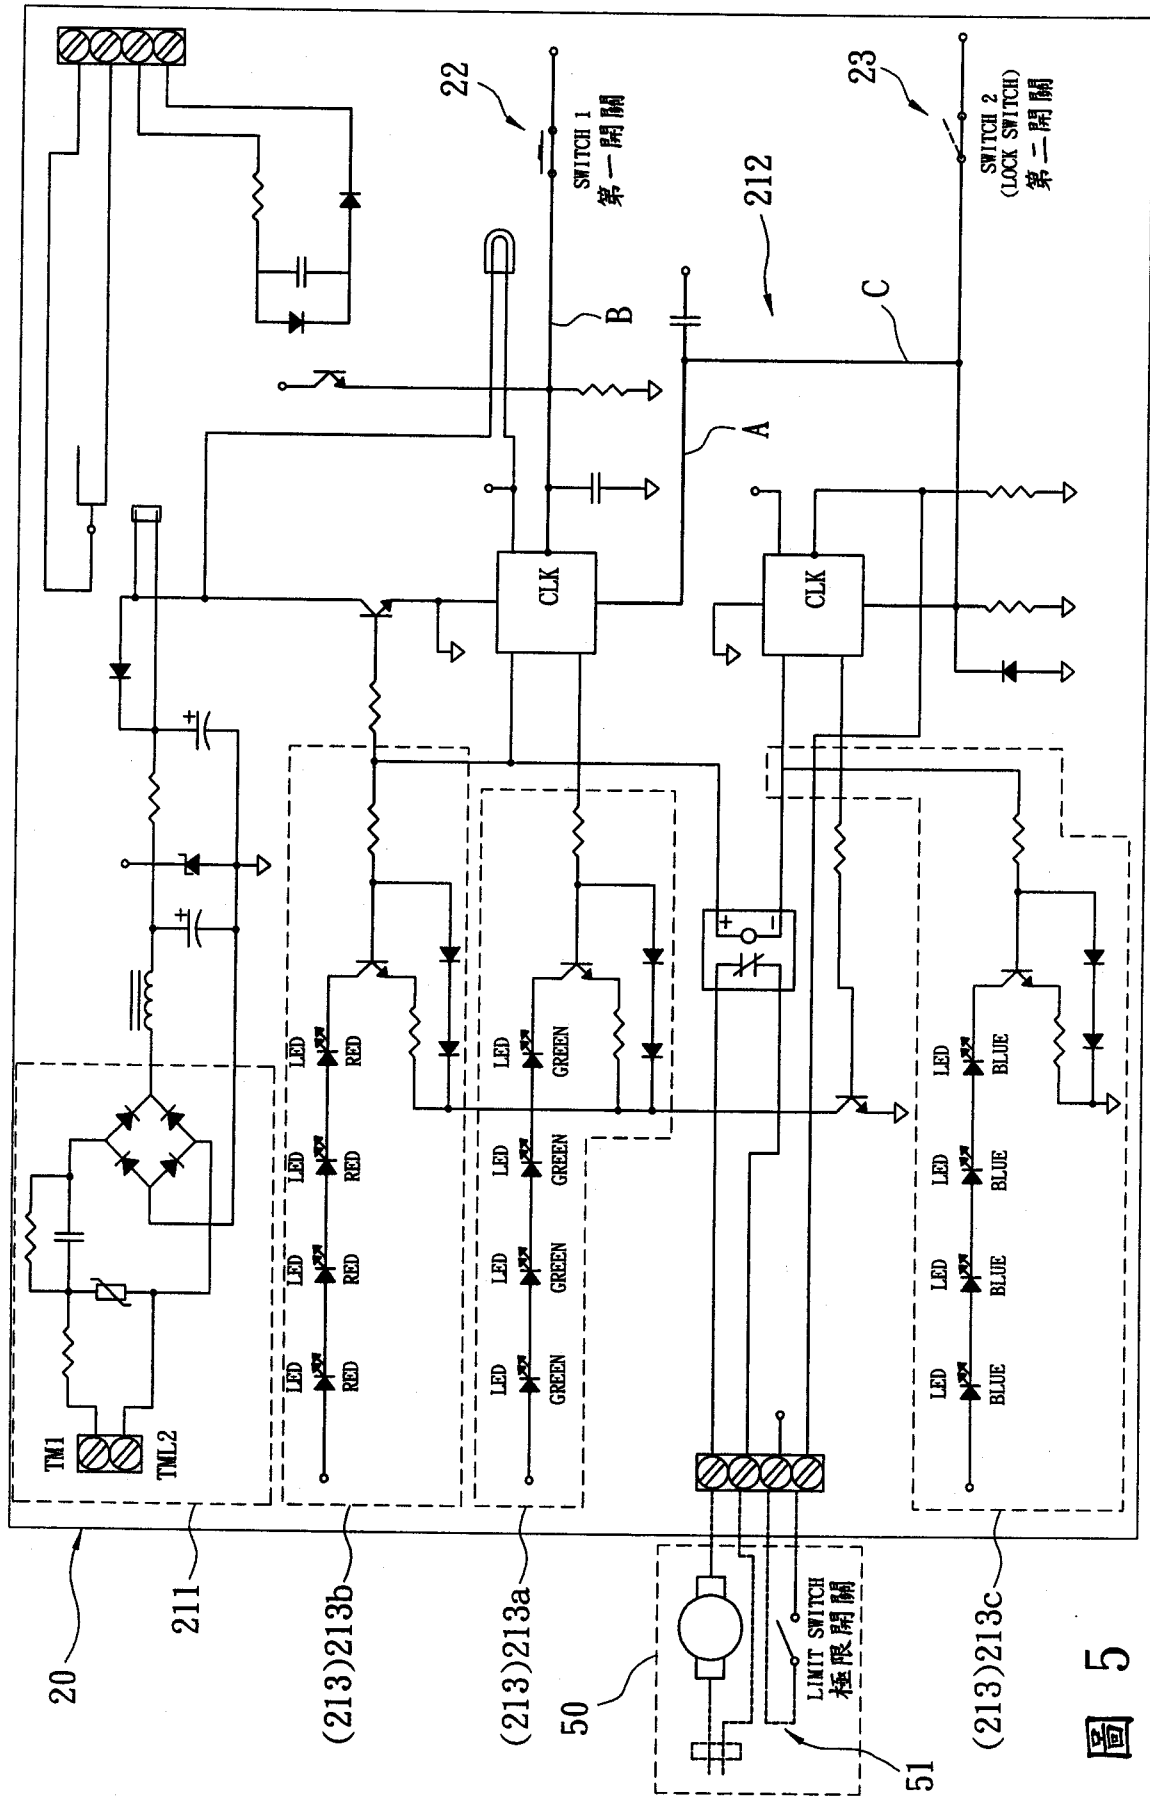 20
211
TM1
TML2
(213)213b
LED
RED
LED
RED
LED
RED
LED
RED
(213)213a
LED
GREEN
LED
GREEN
LED
GREEN
LED
GREEN
+
+
CLK
B
22
SWITCH 1
第一開關
A
212
50
LIMIT SWITCH
極限開關
51
+
-
CLK
C
23
SWITCH 2
(LOCK SWITCH)
第二開關
(213)213c
LED
BLUE
LED
BLUE
LED
BLUE
LED
BLUE
圖 5